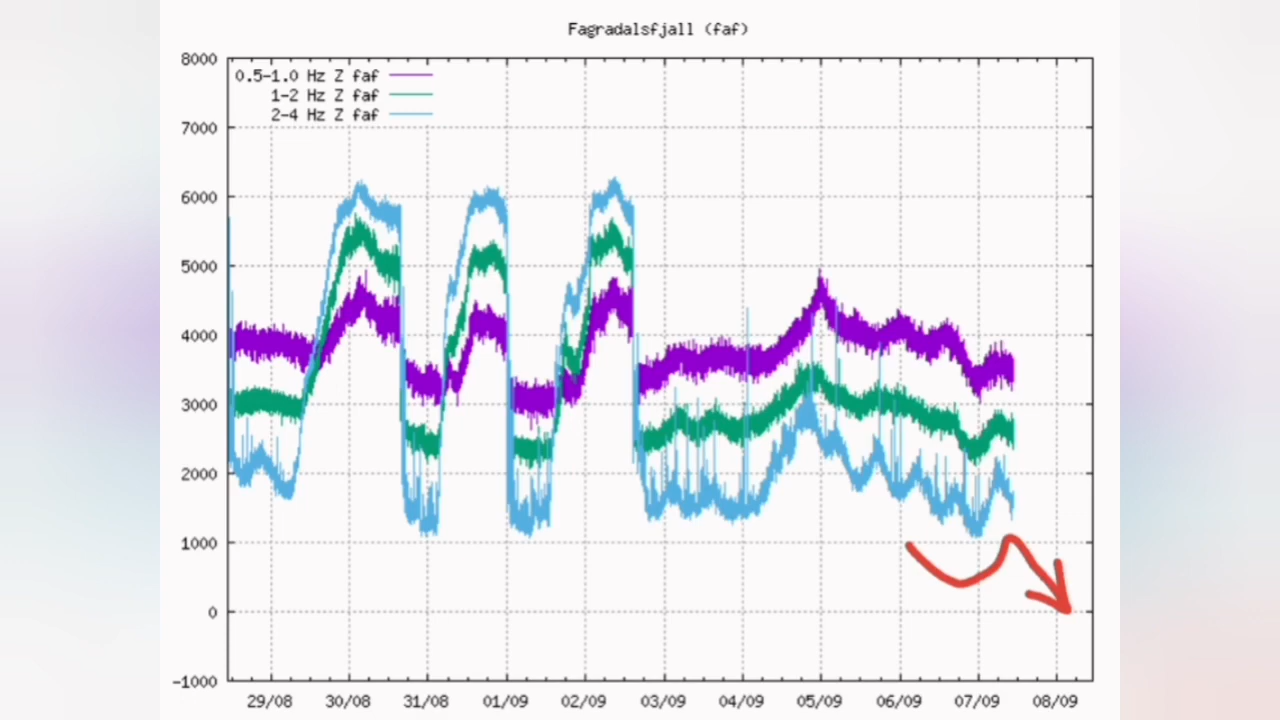 Fagradalsfjall (faf)
8000
7000
6000
5000
4000
3000
2000
1000
0
-1000
0.5-1.0 Hz Z faf
1-2 Hz Z faf
2-4 Hz Z faf
29/08 30/08 31/08 01/09 02/09 03/09 04/09 05/09 06/09 07/09 08/09